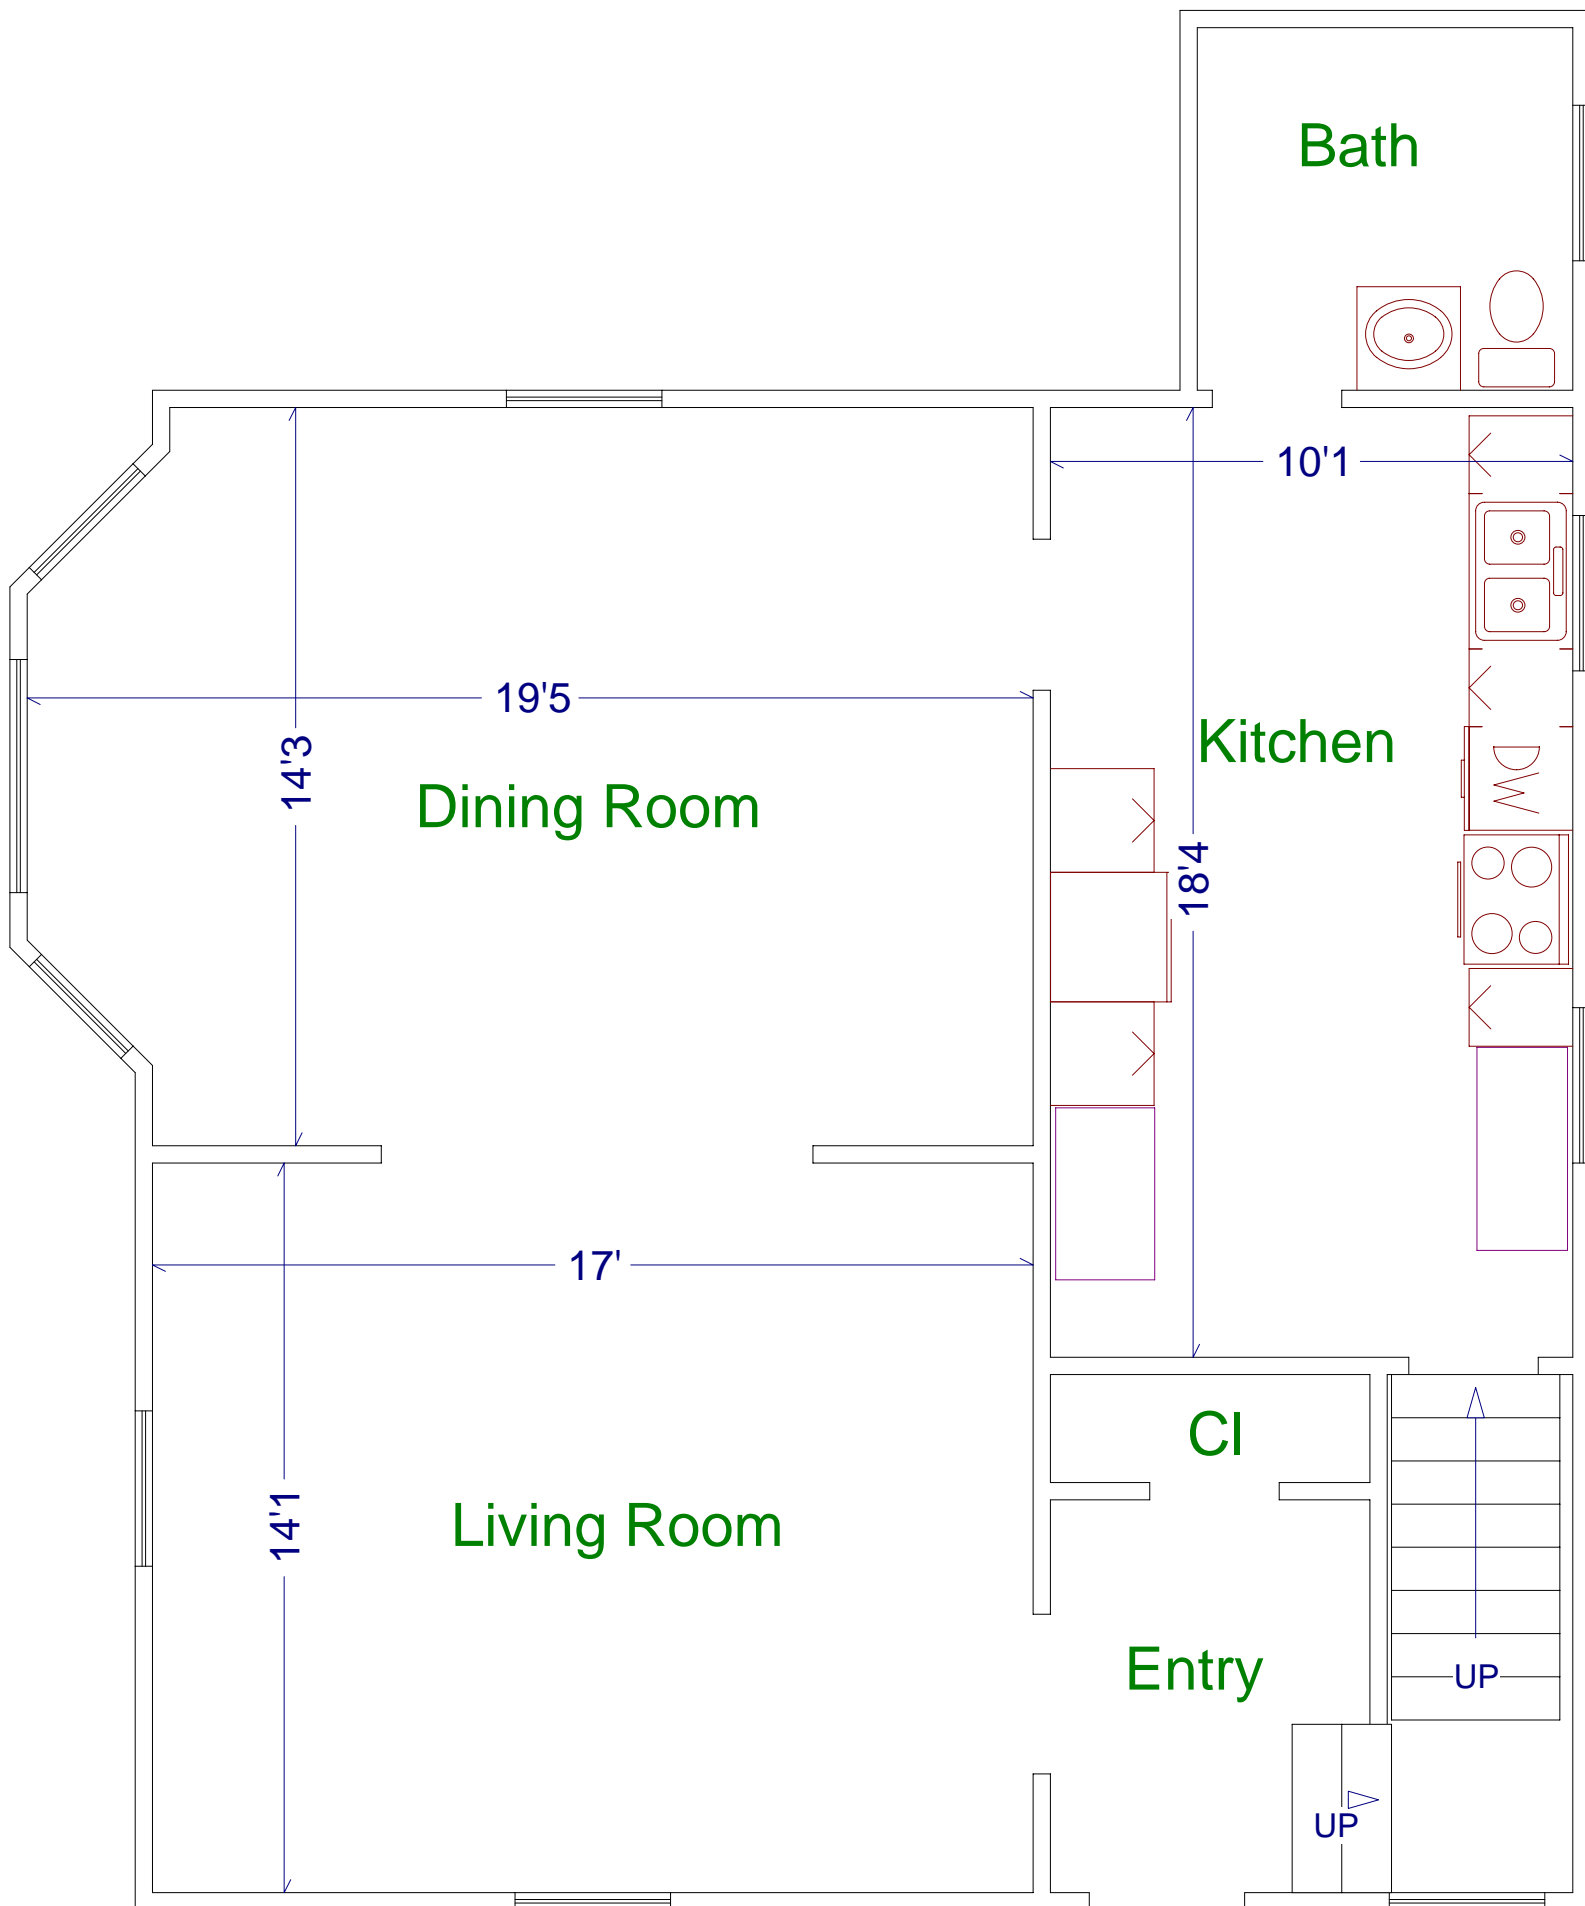 Bath
10'1
19'5
14'3
Kitchen
Dining Room
DW
18'4
17'
Cl
14'1
Living Room
Entry
UP
UP